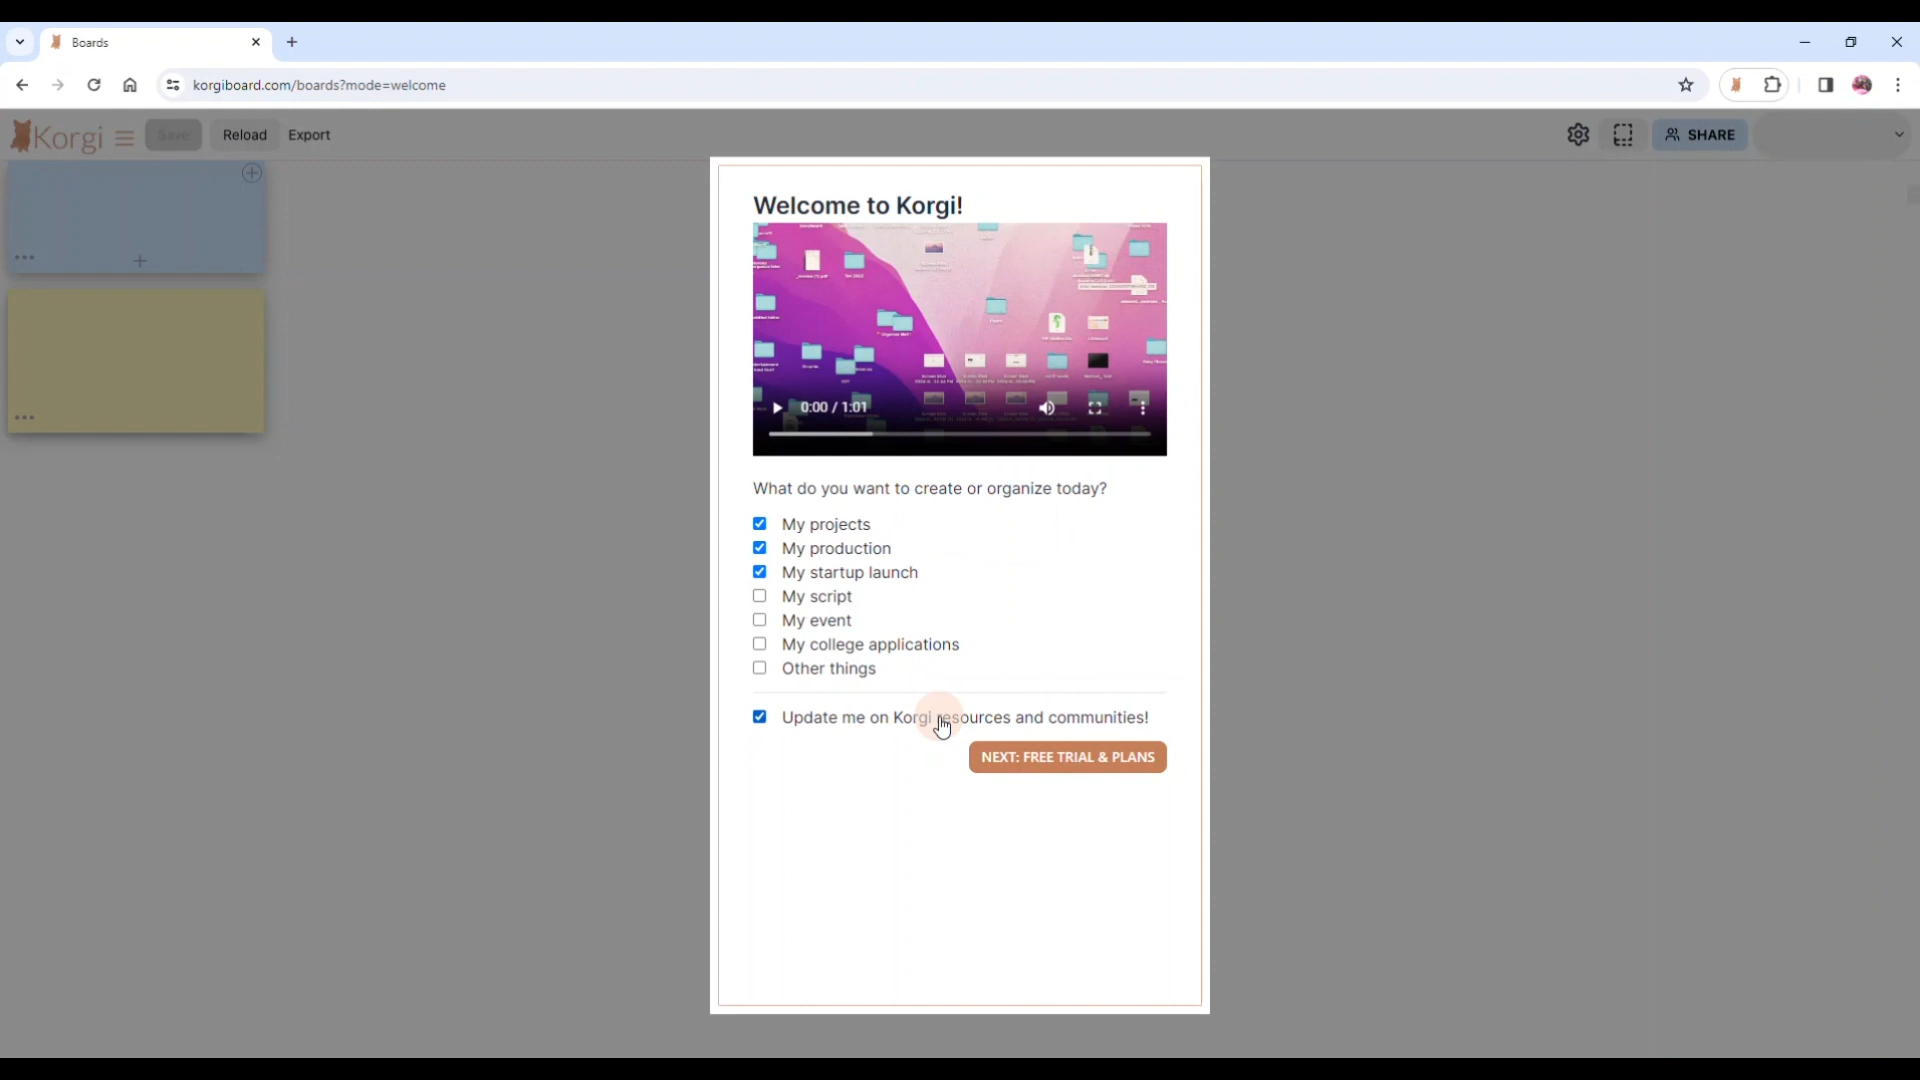 Boards
korgiboard.com/boards?mode=welcome
Korgi
Save
Reload
Export
SHARE
Welcome to Korgi!
0:00 / 1:01
What do you want to create or organize today?
My projects
My production
My startup launch
My script
My event
My college applications
Other things
Update me on Korgi resources and communities!
NEXT: FREE TRIAL & PLANS